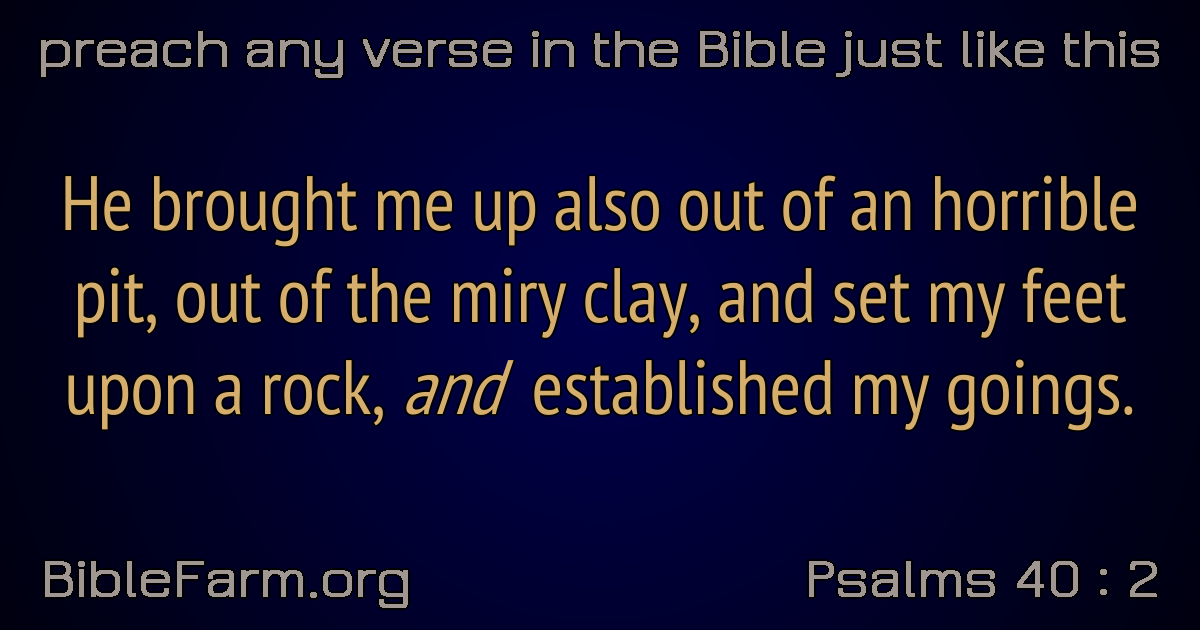 preach any verse in the Bible just like this
He brought me up also out of an horrible
pit, out of the miry clay, and set my feet
upon a rock, and established my goings.
BibleFarm.org
Psalms 40 : 2